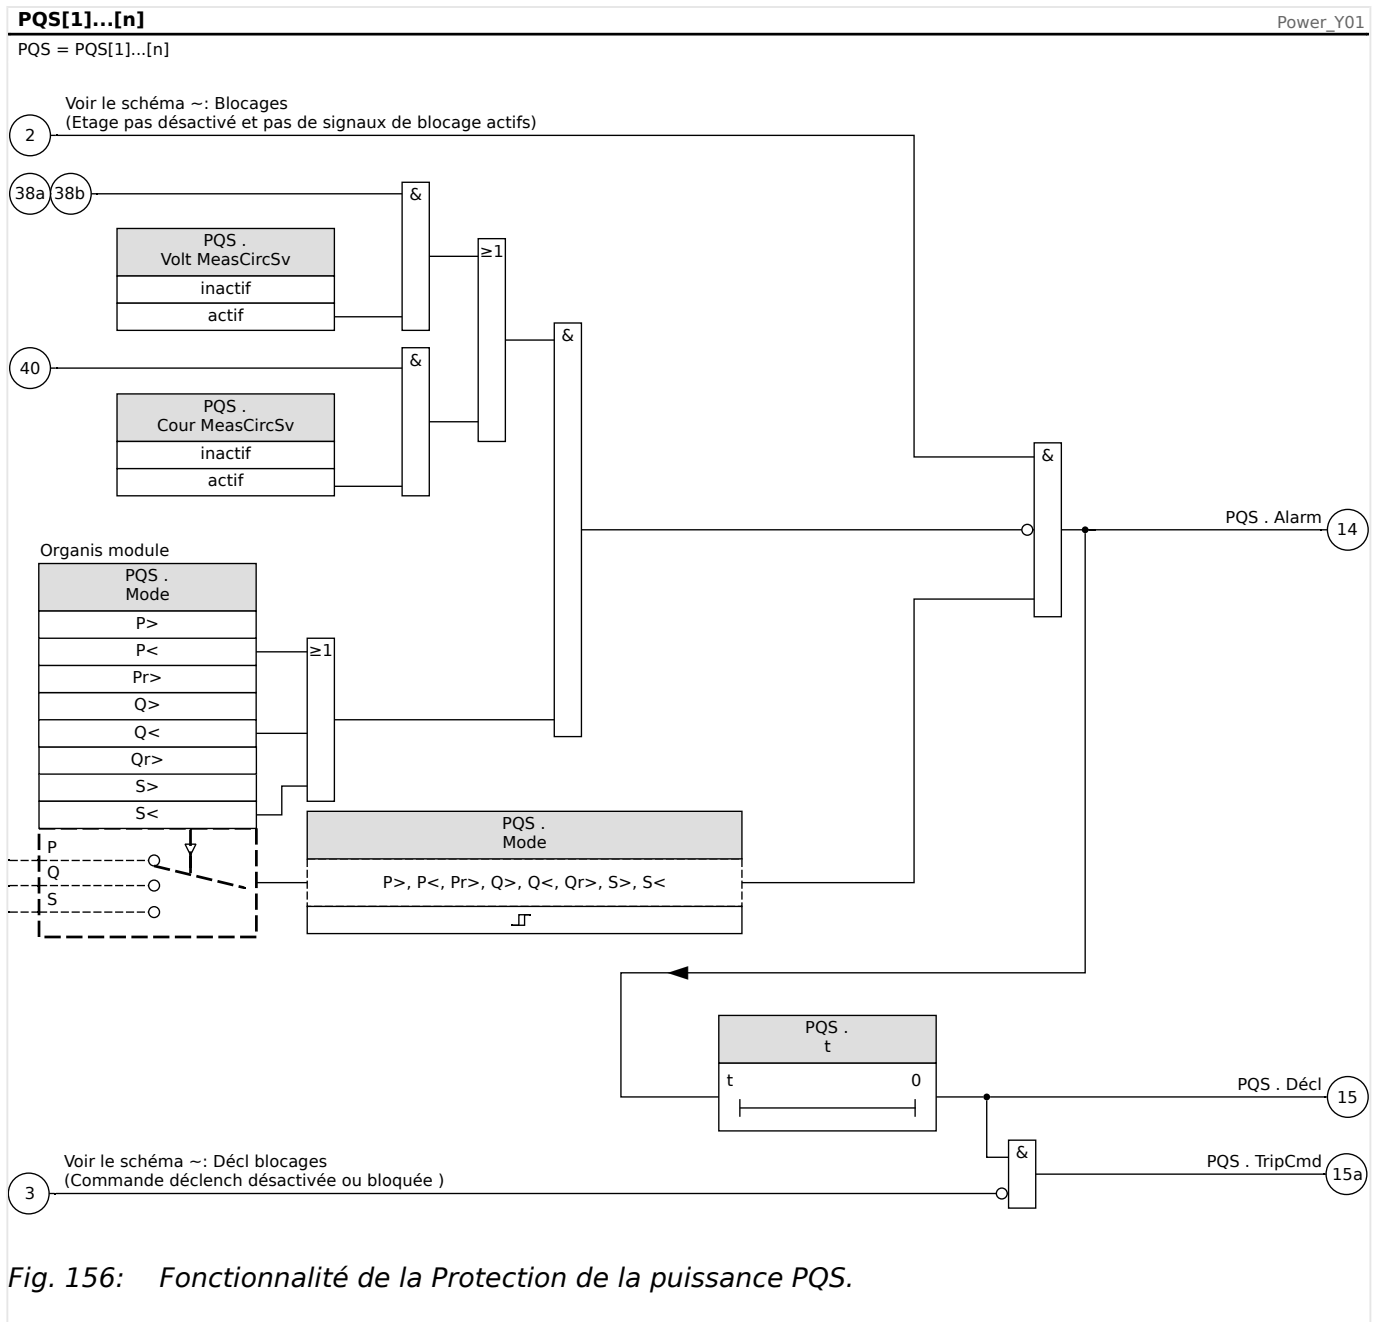 PQS[1]...[n]
Power_Y01
PQS = PQS[1]...[n]
Voir le schéma ~: Blocages
(Etage pas désactivé et pas de signaux de blocage actifs)
2
38a 38b
&
PQS .
Volt MeasCircSv
inactif
actif
≥1
&
40
&
PQS .
Cour MeasCircSv
inactif
actif
&
PQS . Alarm
14
Organis module
PQS .
Mode
P>
P<
Pr>
Q>
Q<
Qr>
S>
S<
≥1
P
Q
S
PQS .
Mode
P>, P<, Pr>, Q>, Q<, Qr>, S>, S<
PQS .
t
t 0
PQS . Décl
15
&
PQS . TripCmd
15a
Voir le schéma ~: Décl blocages
(Commande déclench désactivée ou bloquée )
3
Fig. 156: Fonctionnalité de la Protection de la puissance PQS.